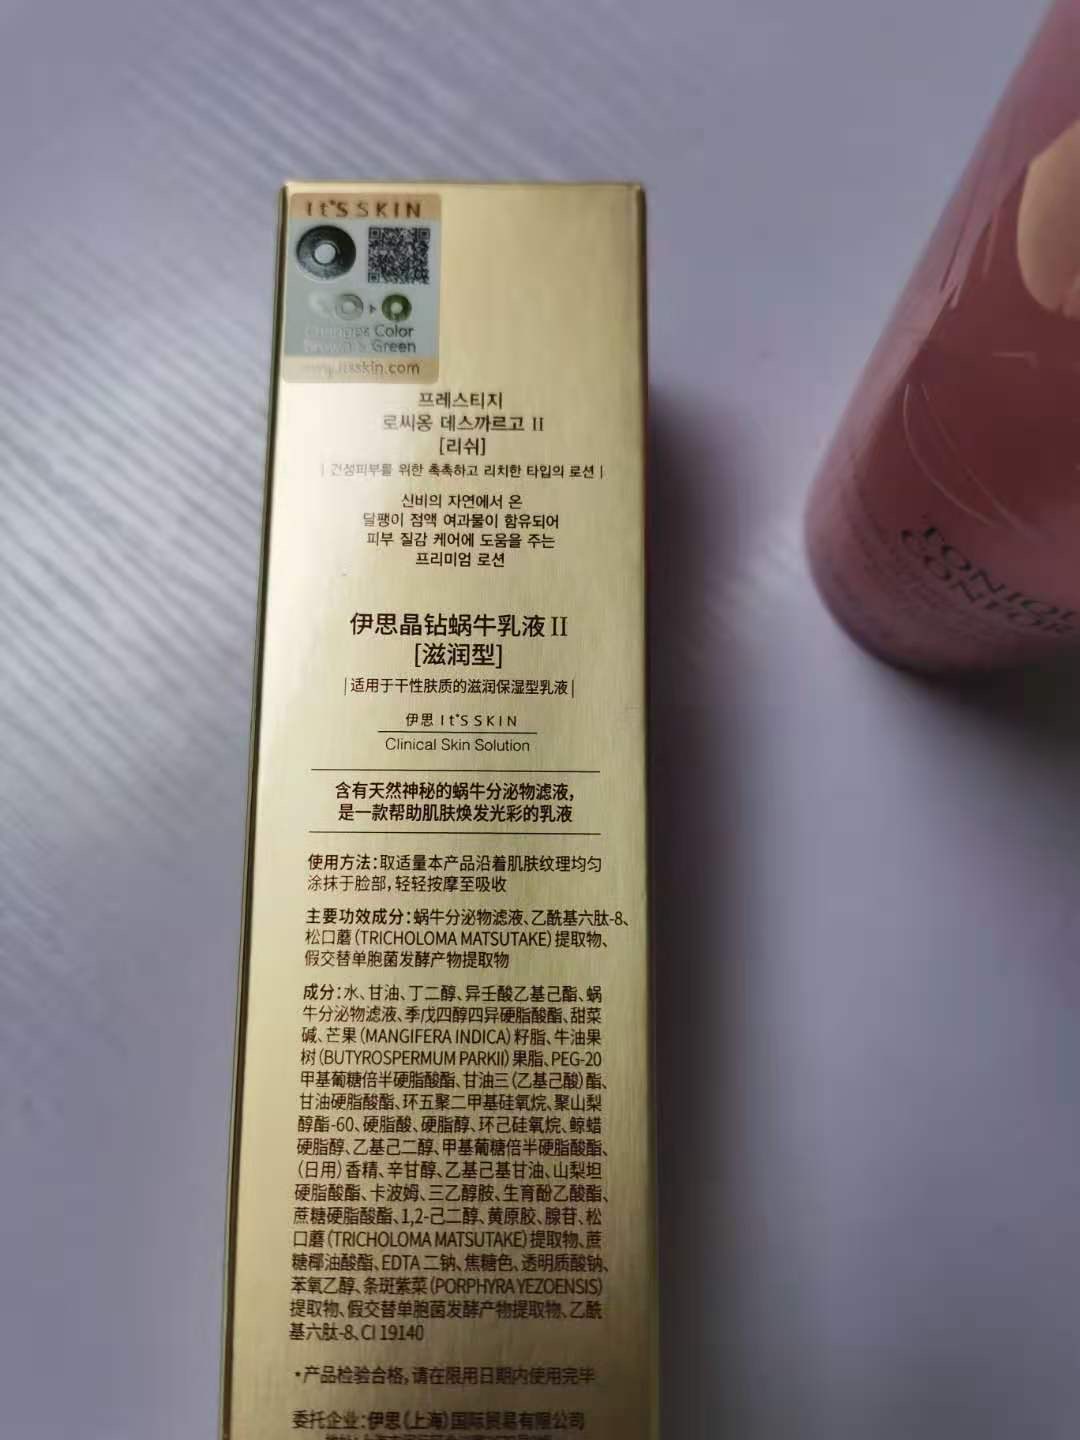 It'S SKIN
Changes Color
Brown > Green
www.itsskin.com
프레스티지
로씨옹 데스까르고 II
[리쉬]
| 건성피부를 위한 촉촉하고 리치한 타입의 로션 |
신비의 자연에서 온
달팽이 점액 여과물이 함유되어
피부 질감 케어에 도움을 주는
프리미엄 로션
伊思晶钻蜗牛乳液II
[滋润型]
|适用于干性肤质的滋润保湿型乳液|
伊思 It'S SKIN
Clinical Skin Solution
含有天然神秘的蜗牛分泌物滤液,
是一款帮助肌肤焕发光彩的乳液
使用方法:取适量本产品沿着肌肤纹理均匀
涂抹于脸部,轻轻按摩至吸收
主要功效成分:蜗牛分泌物滤液、乙酰基六肽-8、
松口蘑(TRICHOLOMA MATSUTAKE)提取物、
假交替单胞菌发酵产物提取物
成分:水、甘油、丁二醇、异壬酸乙基己酯、蜗
牛分泌物滤液、季戊四醇四异硬脂酸酯、甜菜
碱、芒果(MANGIFERA INDICA)籽脂、牛油果
树(BUTYROSPERMUM PARKII)果脂、PEG-20
甲基葡糖倍半硬脂酸酯、甘油三(乙基己酸)酯、
甘油硬脂酸酯、环五聚二甲基硅氧烷、聚山梨
醇酯-60、硬脂酸、硬脂醇、环己硅氧烷、鲸蜡
硬脂醇、乙基己二醇、甲基葡糖倍半硬脂酸酯、
(日用)香精、辛甘醇、乙基己基甘油、山梨坦
硬脂酸酯、卡波姆、三乙醇胺、生育酚乙酸酯、
蔗糖硬脂酸酯、1,2-己二醇、黄原胶、腺苷、松
口蘑(TRICHOLOMA MATSUTAKE)提取物、蔗
糖椰油酸酯、EDTA 二钠、焦糖色、透明质酸钠、
苯氧乙醇、条斑紫菜(PORPHYRA YEZOENSIS)
提取物、假交替单胞菌发酵产物提取物、乙酰
基六肽-8、CI 19140
•产品检验合格,请在限用日期内使用完毕
委托企业:伊思(上海)国际贸易有限公司
TONIQU
CONFOR